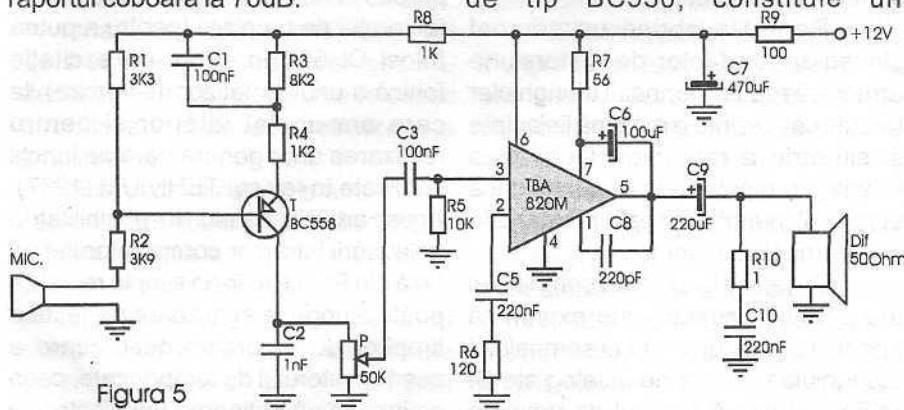 raportul coboară la 70dB.
de tip BC550, constituie un
R8
1K
R9
100
+12V
R1
3K3
C1
100nF
R3
8K2
R7
56
C7
470uF
C6
100uF
R4
1K2
C3
100nF
6
7
3
2
5
4
TBA
820M
C9
220uF
T
BC558
R5
10K
C8
220pF
R2
3K9
MIC.
Dif
50Ohm
R10
1
C5
220nF
C2
1nF
P
50K
R6
120
C10
220nF
Figura 5